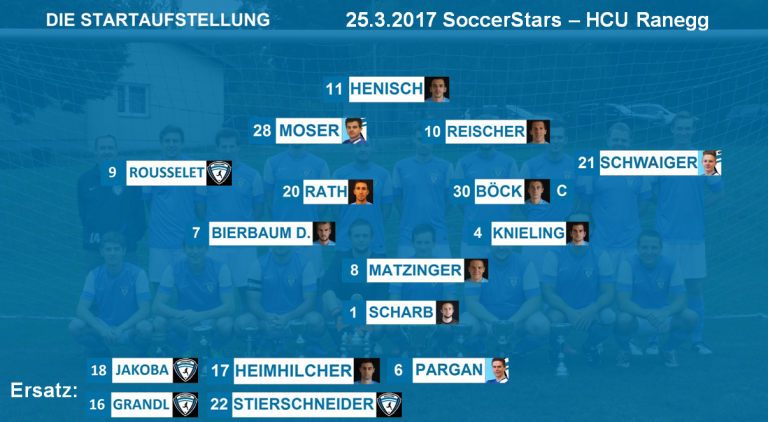 DIE STARTAUFSTELLUNG 25.3.2017 SoccerStars – HCU Ranegg
11 HENISCH
28 MOSER 10 REISCHER
9 ROUSSELET 21 SCHWAIGER
20 RATH 30 BÖCK C
7 BIERBAUM D. 4 KNIELING
8 MATZINGER
1 SCHARB
18 JAKOBA 17 HEIMHILCHER 6 PARGAN
Ersatz:
16 GRANDL 22 STIERSCHNEIDER